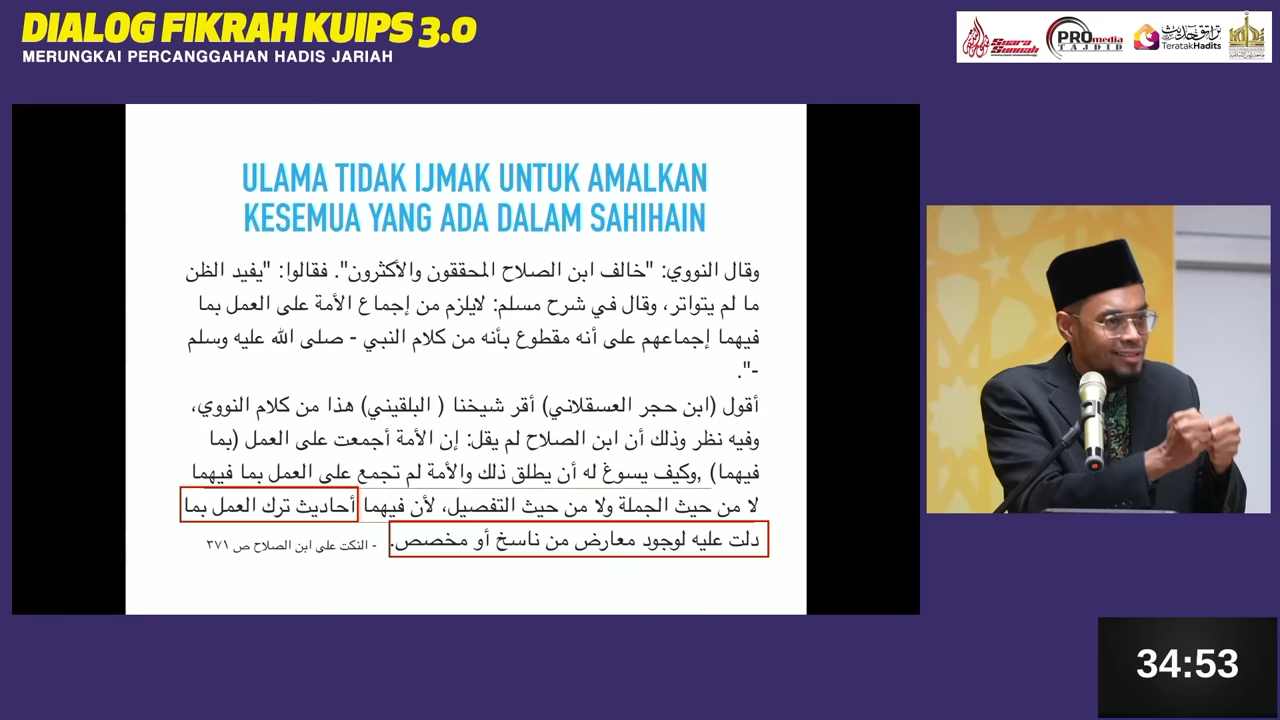 DIALOG FIKRAH KUIPS 3.0
MERUNGKAI PERCANGGAHAN HADIS JARIAH
Suara Sunnah
PROmedia
TAJDID
TeratakHadits
ULAMA TIDAK IJMAK UNTUK AMALKAN
KESEMUA YANG ADA DALAM SAHIHAIN
وقال النووي: "خالف ابن الصلاح المحققون والأكثرون". فقالوا: "يفيد الظن
ما لم يتواتر، وقال في شرح مسلم: لايلزم من إجماع الأمة على العمل بما
فيهما إجماعهم على أنه مقطوع بأنه من كلام النبي - صلى الله عليه وسلم
-".
أقول (ابن حجر العسقلاني) أقر شيخنا ( البلقيني) هذا من كلام النووي،
وفيه نظر وذلك أن ابن الصلاح لم يقل: إن الأمة أجمعت على العمل (بما
فيهما) ,وكيف يسوغ له أن يطلق ذلك والأمة لم تجمع على العمل بما فيهما
لا من حيث الجملة ولا من حيث التفصيل، لأن فيهما أحاديث ترك العمل بما
دلت عليه لوجود معارض من ناسخ أو مخصص.
- النكت على ابن الصلاح ص ٣٧١
34:53